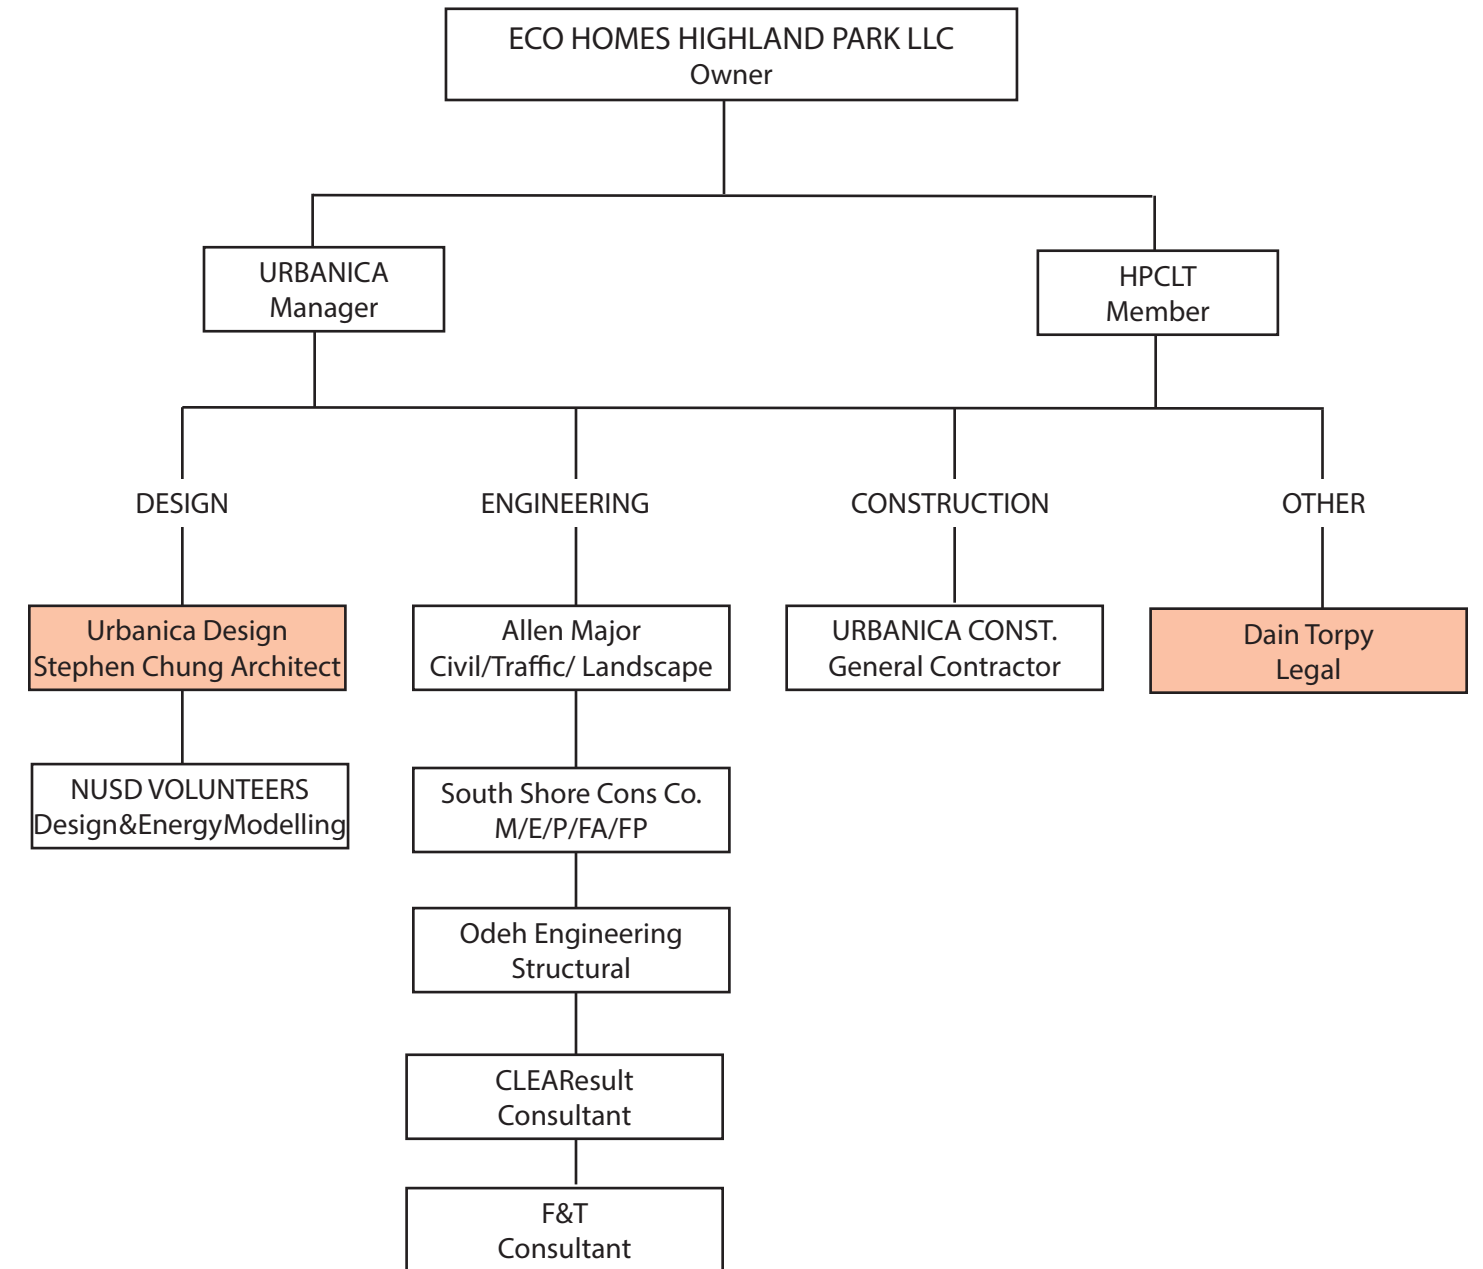 ECO HOMES HIGHLAND PARK LLC
Owner
URBANICA
Manager
HPCLT
Member
DESIGN
ENGINEERING
CONSTRUCTION
OTHER
Urbanica Design
Stephen Chung Architect
Allen Major
Civil/Traffic/ Landscape
URBANICA CONST.
General Contractor
Dain Torpy
Legal
NUSD VOLUNTEERS
Design&EnergyModelling
South Shore Cons Co.
M/E/P/FA/FP
Odeh Engineering
Structural
CLEAResult
Consultant
F&T
Consultant